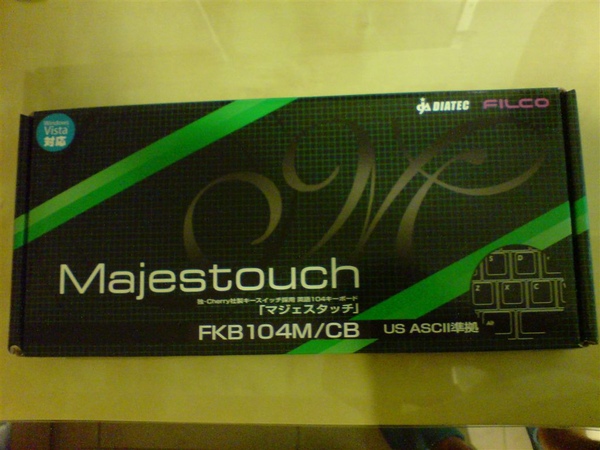 Windows
Vista
対応
DIATEC FILCO
Majestouch
独・Cherry社製キースイッチ採用 英語104キーボード
「マジェスタッチ」
FKB104M/CB US ASCII準拠
S D
Z X C
Alt